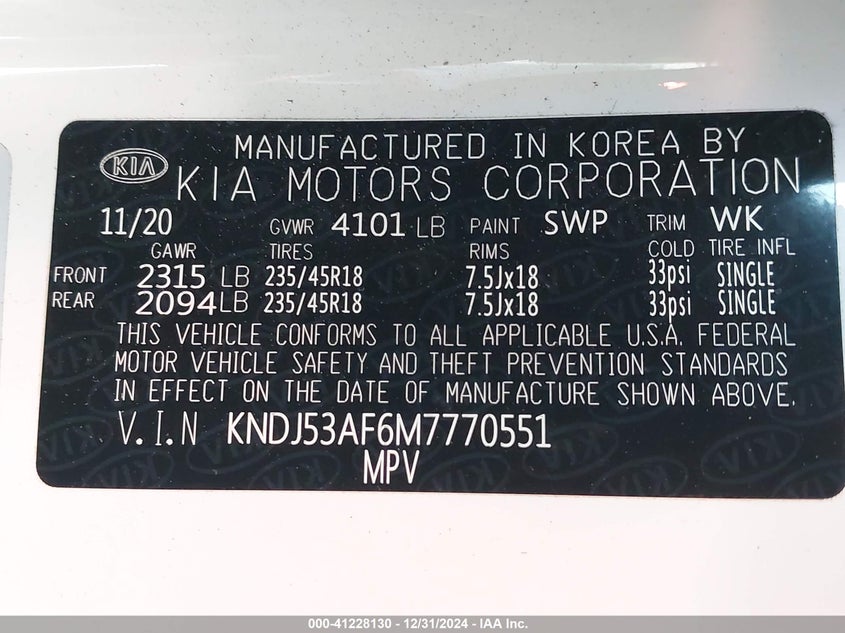 MANUFACTURED IN KOREA BY
KIA KIA MOTORS CORPORATION
11/20 GVWR 4101 LB PAINT SWP TRIM WK
GAWR TIRES RIMS COLD TIRE INFL
FRONT 2315 LB 235/45R18 7.5Jx18 33psi SINGLE
REAR 2094 LB 235/45R18 7.5Jx18 33psi SINGLE
THIS VEHICLE CONFORMS TO ALL APPLICABLE U.S.A. FEDERAL
MOTOR VEHICLE SAFETY AND THEFT PREVENTION STANDARDS
IN EFFECT ON THE DATE OF MANUFACTURE SHOWN ABOVE.
V.I.N KNDJ53AF6M7770551
MPV
000-41228130 - 12/31/2024 - IAA Inc.